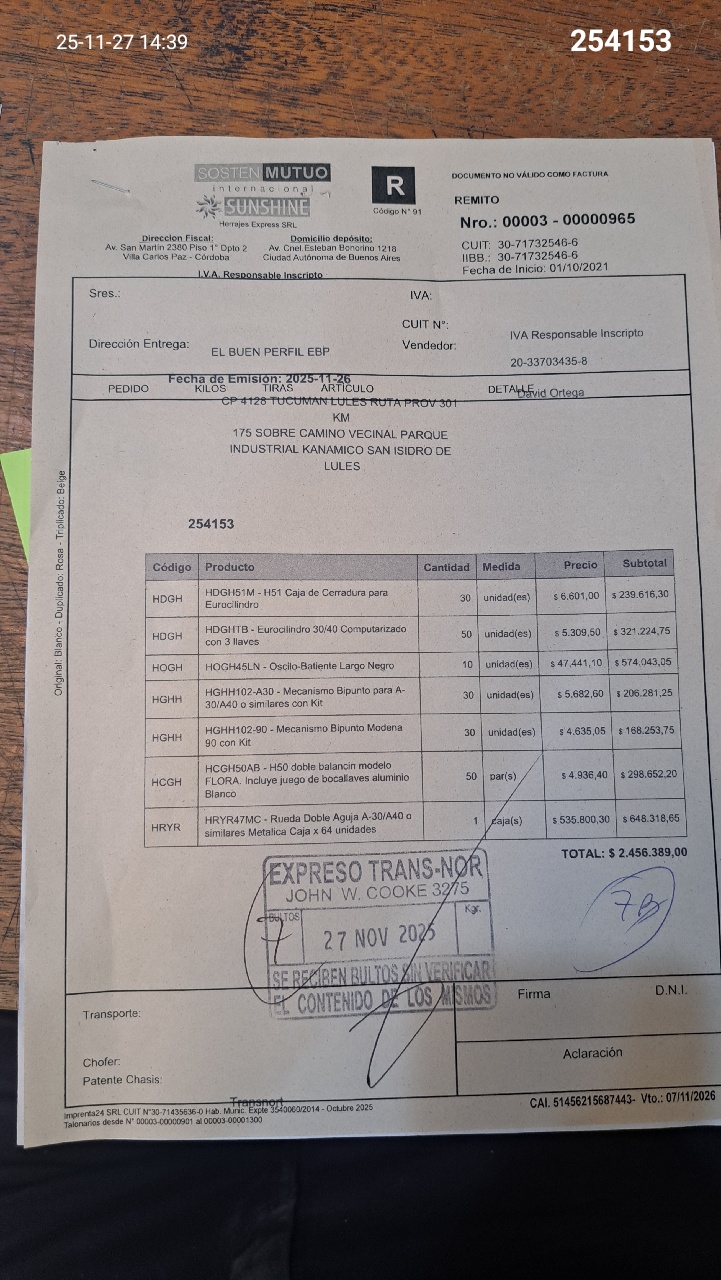 25-11-27 14:39
254153
SOSTEN MUTUO
internacional
SUNSHINE
Herrajes Express SRL
R
Código N° 91
DOCUMENTO NO VÁLIDO COMO FACTURA
REMITO
Nro.: 00003 - 00000965
Direccion Fiscal:
Av. San Martin 2380 Piso 1° Dpto 2
Villa Carlos Paz - Córdoba
Domicilio depósito:
Av. Cnel.Esteban Bonorino 1218
Ciudad Autónoma de Buenos Aires
CUIT: 30-71732546-6
IIBB.: 30-71732546-6
Fecha de Inicio: 01/10/2021
I.V.A. Responsable Inscripto
Sres.:
IVA:
CUIT N°:
IVA Responsable Inscripto
Dirección Entrega:
EL BUEN PERFIL EBP
Vendedor:
20-33703435-8
Fecha de Emisión: 2025-11-26
PEDIDO KILOS TIRAS ARTÍCULO DETALLE
David Ortega
CP 4128 TUCUMAN LULES RUTA PROV 301
KM
175 SOBRE CAMINO VECINAL PARQUE
INDUSTRIAL KANAMICO SAN ISIDRO DE
LULES
Original: Blanco - Duplicado: Rosa - Triplicado: Beige
254153
Código Producto Cantidad Medida Precio Subtotal
HDGH HDGH51M - H51 Caja de Cerradura para
Eurocilindro 30 unidad(es) $ 6.601,00 $ 239.616,30
HDGH HDGHTB - Eurocilindro 30/40 Computarizado
con 3 llaves 50 unidad(es) $ 5.309,50 $ 321.224,75
HOGH HOGH45LN - Oscilo-Batiente Largo Negro 10 unidad(es) $ 47,441,10 $ 574,043,05
HGHH HGHH102-A30 - Mecanismo Bipunto para A-
30/A40 o similares con Kit 30 unidad(es) $ 5.682,60 $ 206.281,25
HGHH HGHH102-90 - Mecanismo Bipunto Modena
90 con Kit 30 unidad(es) $ 4.635,05 $ 168.253,75
HCGH HCGH50AB - H50 doble balancin modelo
FLORA. Incluye juego de bocallaves aluminio
Blanco 50 par(s) $ 4.936,40 $ 298.652,20
HRYR HRYR47MC - Rueda Doble Aguja A-30/A40 o
similares Metalica Caja x 64 unidades 1 caja(s) $ 535.800,30 $ 648.318,65
TOTAL: $ 2.456.389,00
EXPRESO TRANS-NOR
JOHN W. COOKE 3275
BULTOS
7
27 NOV 2025
Kgr.
SE RECIBEN BULTOS SIN VERIFICAR
EL CONTENIDO DE LOS MISMOS
7B
Transporte:
Firma
D.N.I.
Chofer:
Aclaración
Patente Chasis:
Transport
Imprenta24 SRL CUIT N°30-71435636-0 Hab. Munic. Expte 3540060/2014 - Octubre 2025
Talonarios desde N° 00003-00000901 al 00003-00001300
CAI. 51456215687443- Vto.: 07/11/2026